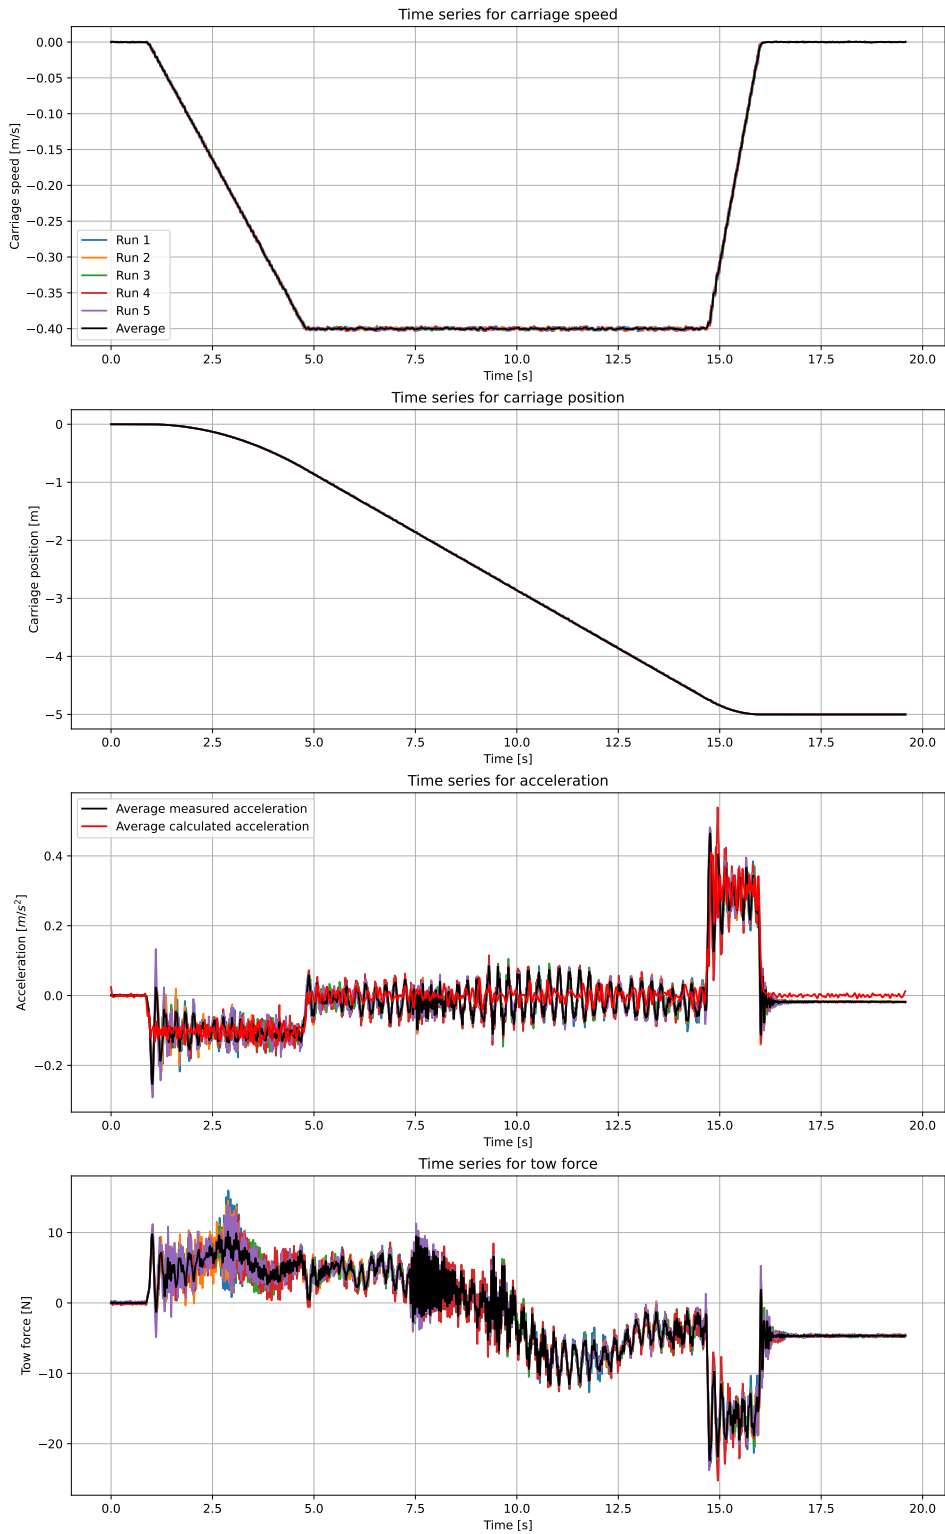 Time series for carriage speed
Carriage speed [m/s]
0.00
−0.05
−0.10
−0.15
−0.20
−0.25
−0.30
−0.35
−0.40
Run 1
Run 2
Run 3
Run 4
Run 5
Average
0.0 2.5 5.0 7.5 10.0 12.5 15.0 17.5 20.0
Time [s]
Time series for carriage position
Carriage position [m]
0
−1
−2
−3
−4
−5
0.0 2.5 5.0 7.5 10.0 12.5 15.0 17.5 20.0
Time [s]
Time series for acceleration
Acceleration [m/s²]
Average measured acceleration
Average calculated acceleration
0.4
0.2
0.0
−0.2
0.0 2.5 5.0 7.5 10.0 12.5 15.0 17.5 20.0
Time [s]
Time series for tow force
Tow force [N]
10
0
−10
−20
0.0 2.5 5.0 7.5 10.0 12.5 15.0 17.5 20.0
Time [s]